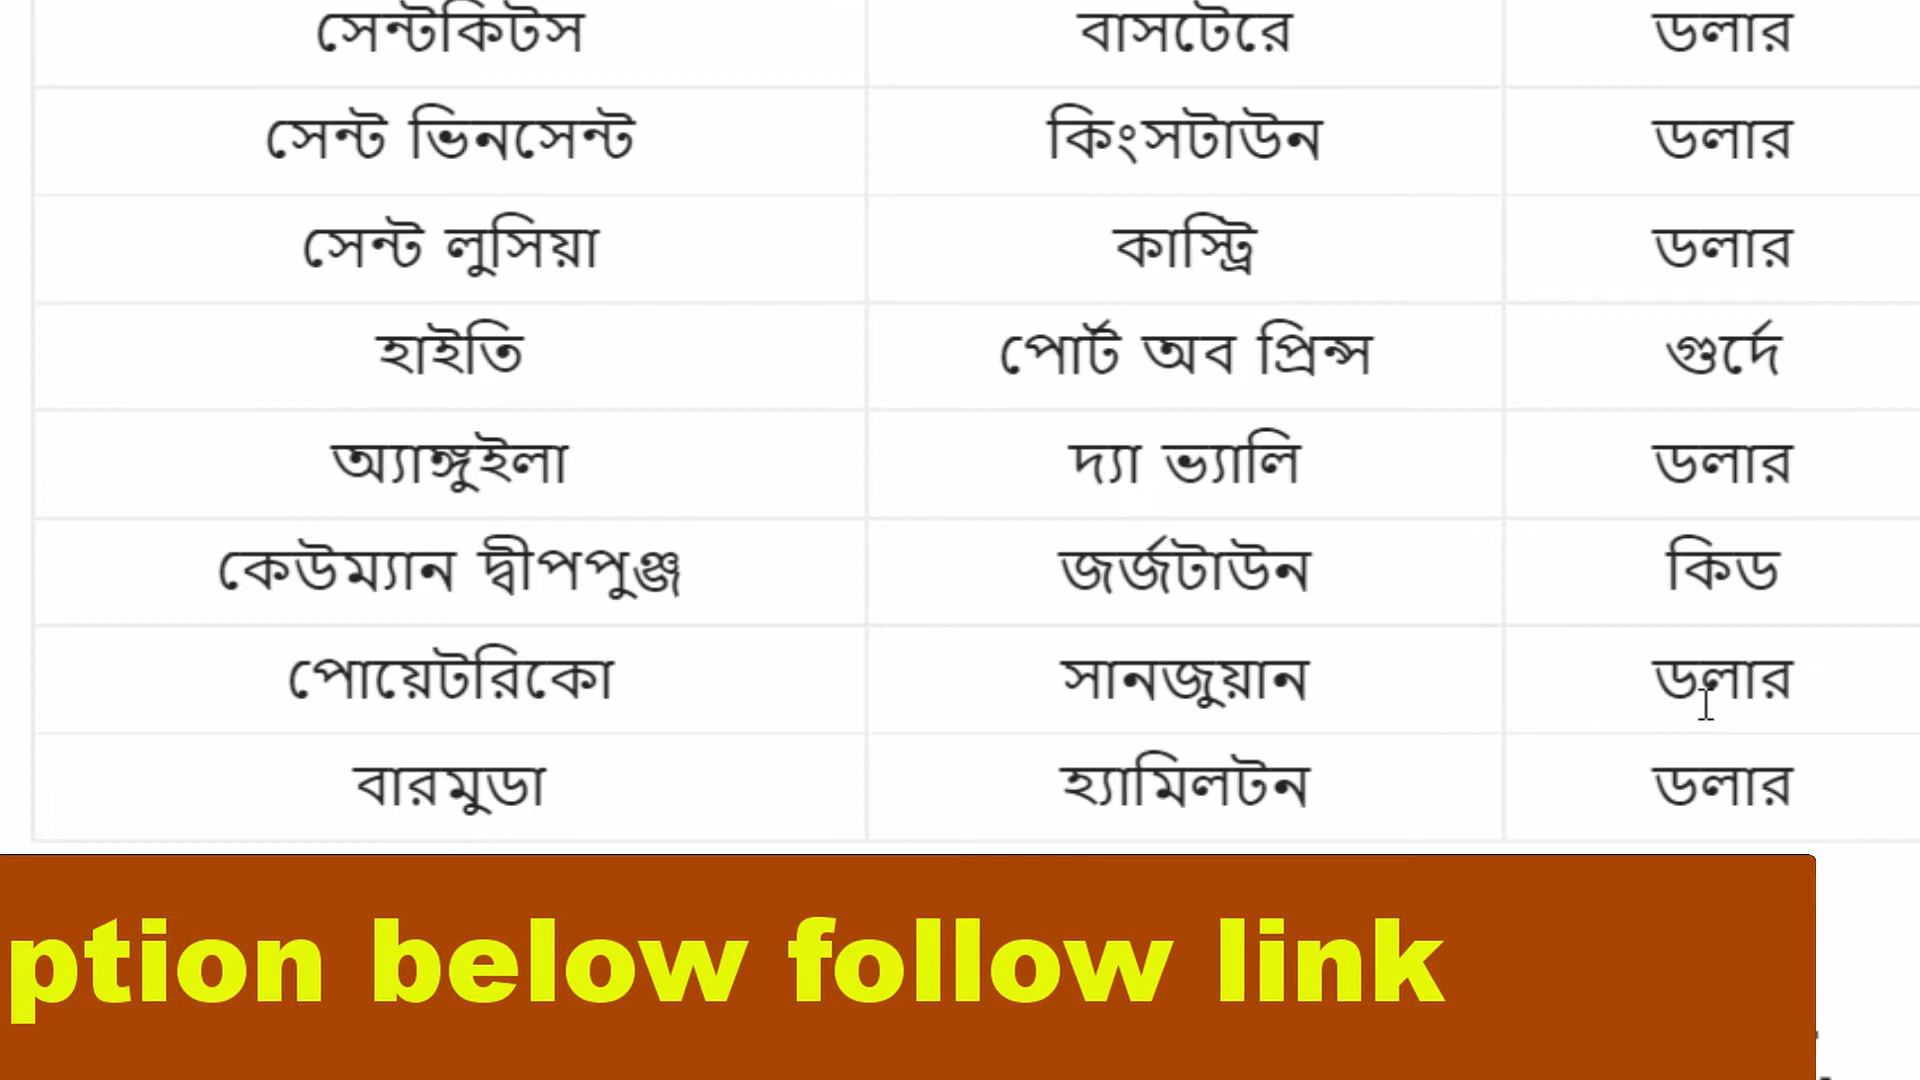 সেন্টকিটস বাসটেরে ডলার
সেন্ট ভিনসেন্ট কিংসটাউন ডলার
সেন্ট লুসিয়া কাস্ট্রি ডলার
হাইতি পোর্ট অব প্রিন্স গুর্দে
অ্যাঙ্গুইলা দ্যা ভ্যালি ডলার
কেউম্যান দ্বীপপুঞ্জ জর্জটাউন কিড
পোয়েটরিকো সানজুয়ান ডলার
বারমুডা হ্যামিলটন ডলার
ption below follow link